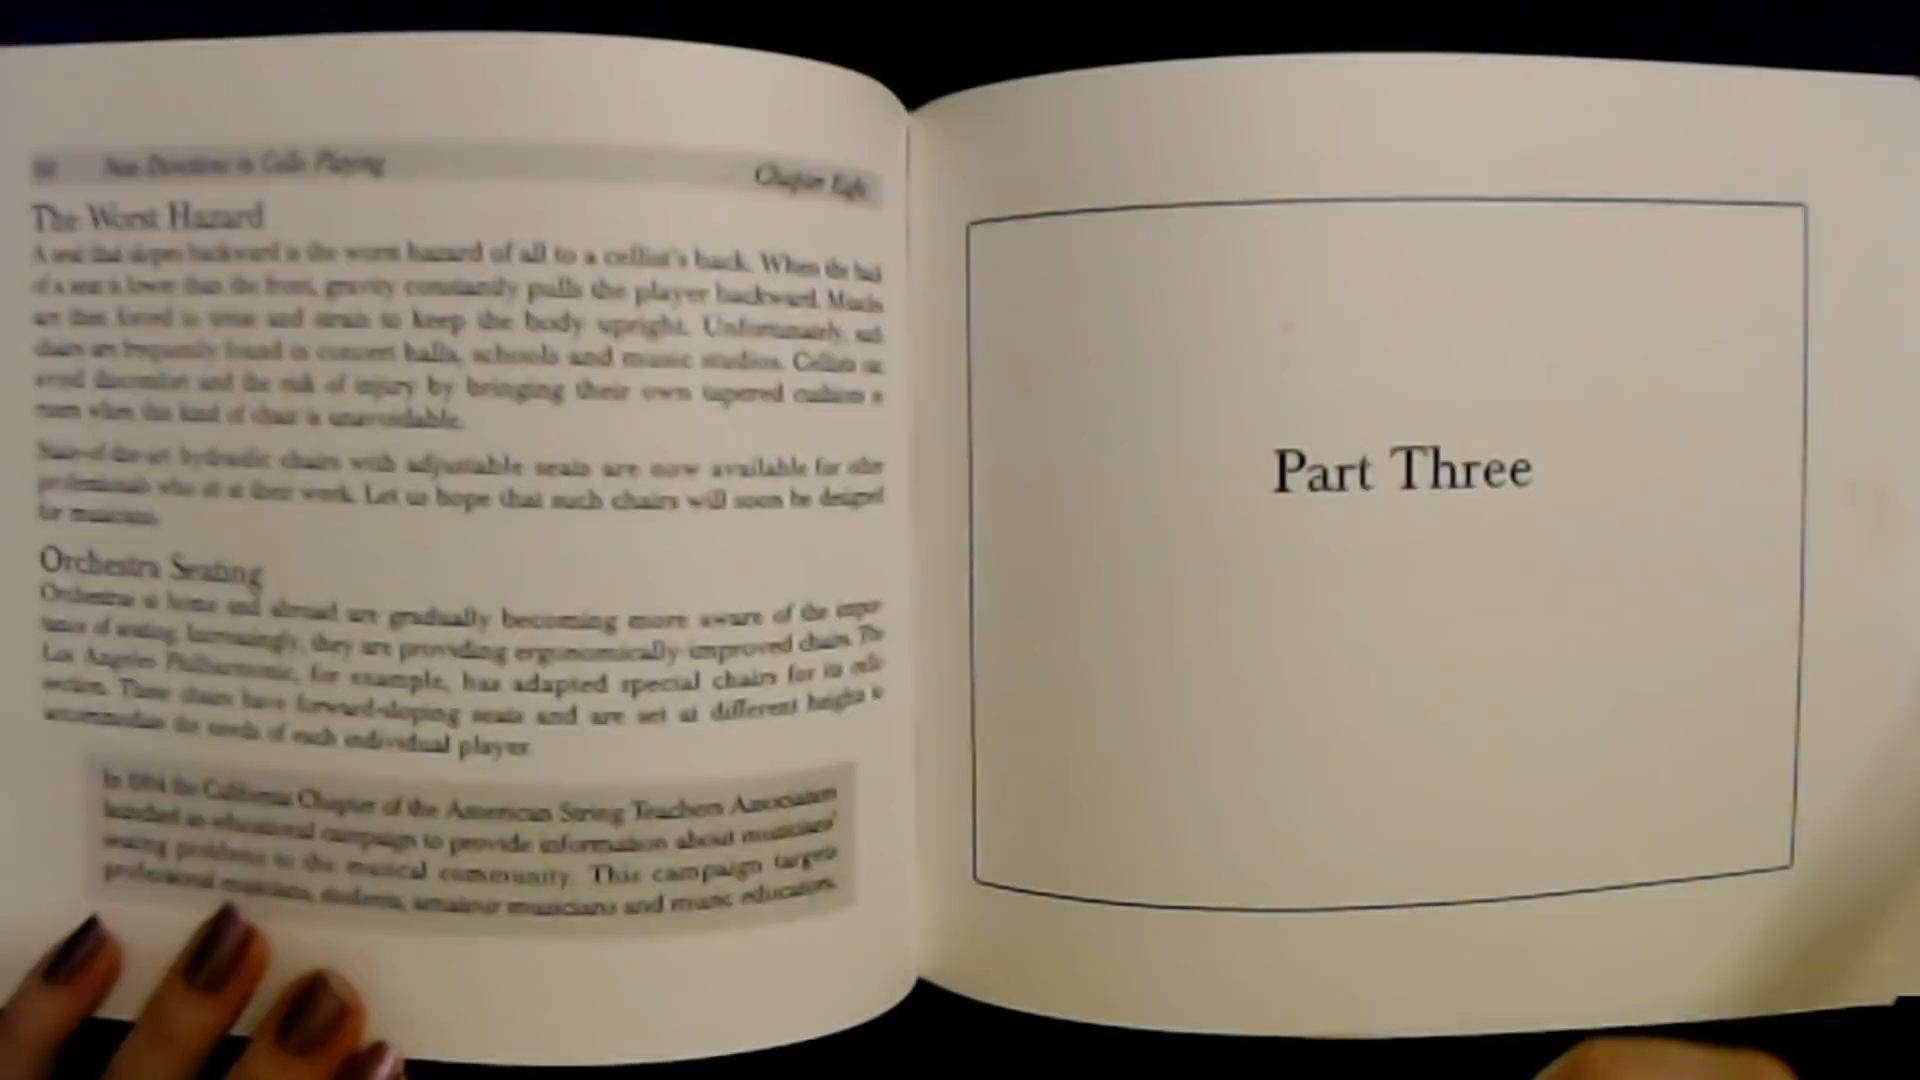 New Directions in Cello Playing
Chapter Eight
The Worst Hazard
A seat that slopes backward is the worst hazard of all to a cellist's back. When the back
of a seat is lower than the front, gravity constantly pulls the player backward. Muscles
are then forced to tense and strain to keep the body upright. Unfortunately, such
chairs are frequently found in concert halls, schools and music studios. Cellists can
avoid discomfort and the risk of injury by bringing their own tapered cushions
when this kind of chair is unavoidable.
State-of-the-art hydraulic chairs with adjustable seats are now available for other
professionals who sit at their work. Let us hope that such chairs will soon be designed
for musicians.
Orchestra Seating
Orchestras at home and abroad are gradually becoming more aware of the impor-
tance of seating. Increasingly, they are providing ergonomically-improved chairs. The
Los Angeles Philharmonic, for example, has adapted special chairs for its cello
section. These chairs have forward-sloping seats and are set at different heights to
accommodate the needs of each individual player.
In 1994 the California Chapter of the American String Teachers Association
launched an educational campaign to provide information about musicians'
seating problems to the musical community. This campaign targets
professional musicians, students, amateur musicians and music educators.
Part Three